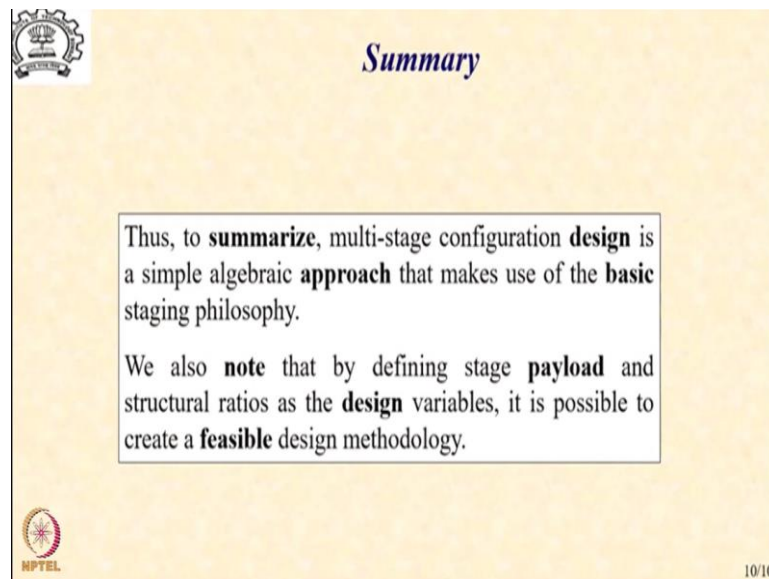 Summary
Thus, to summarize, multi-stage configuration design is
a simple algebraic approach that makes use of the basic
staging philosophy.
We also note that by defining stage payload and
structural ratios as the design variables, it is possible to
create a feasible design methodology.
NPTEL